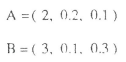 A =( 2, 0.2, 0.1 )
B = ( 3, 0.1, 0.3 )